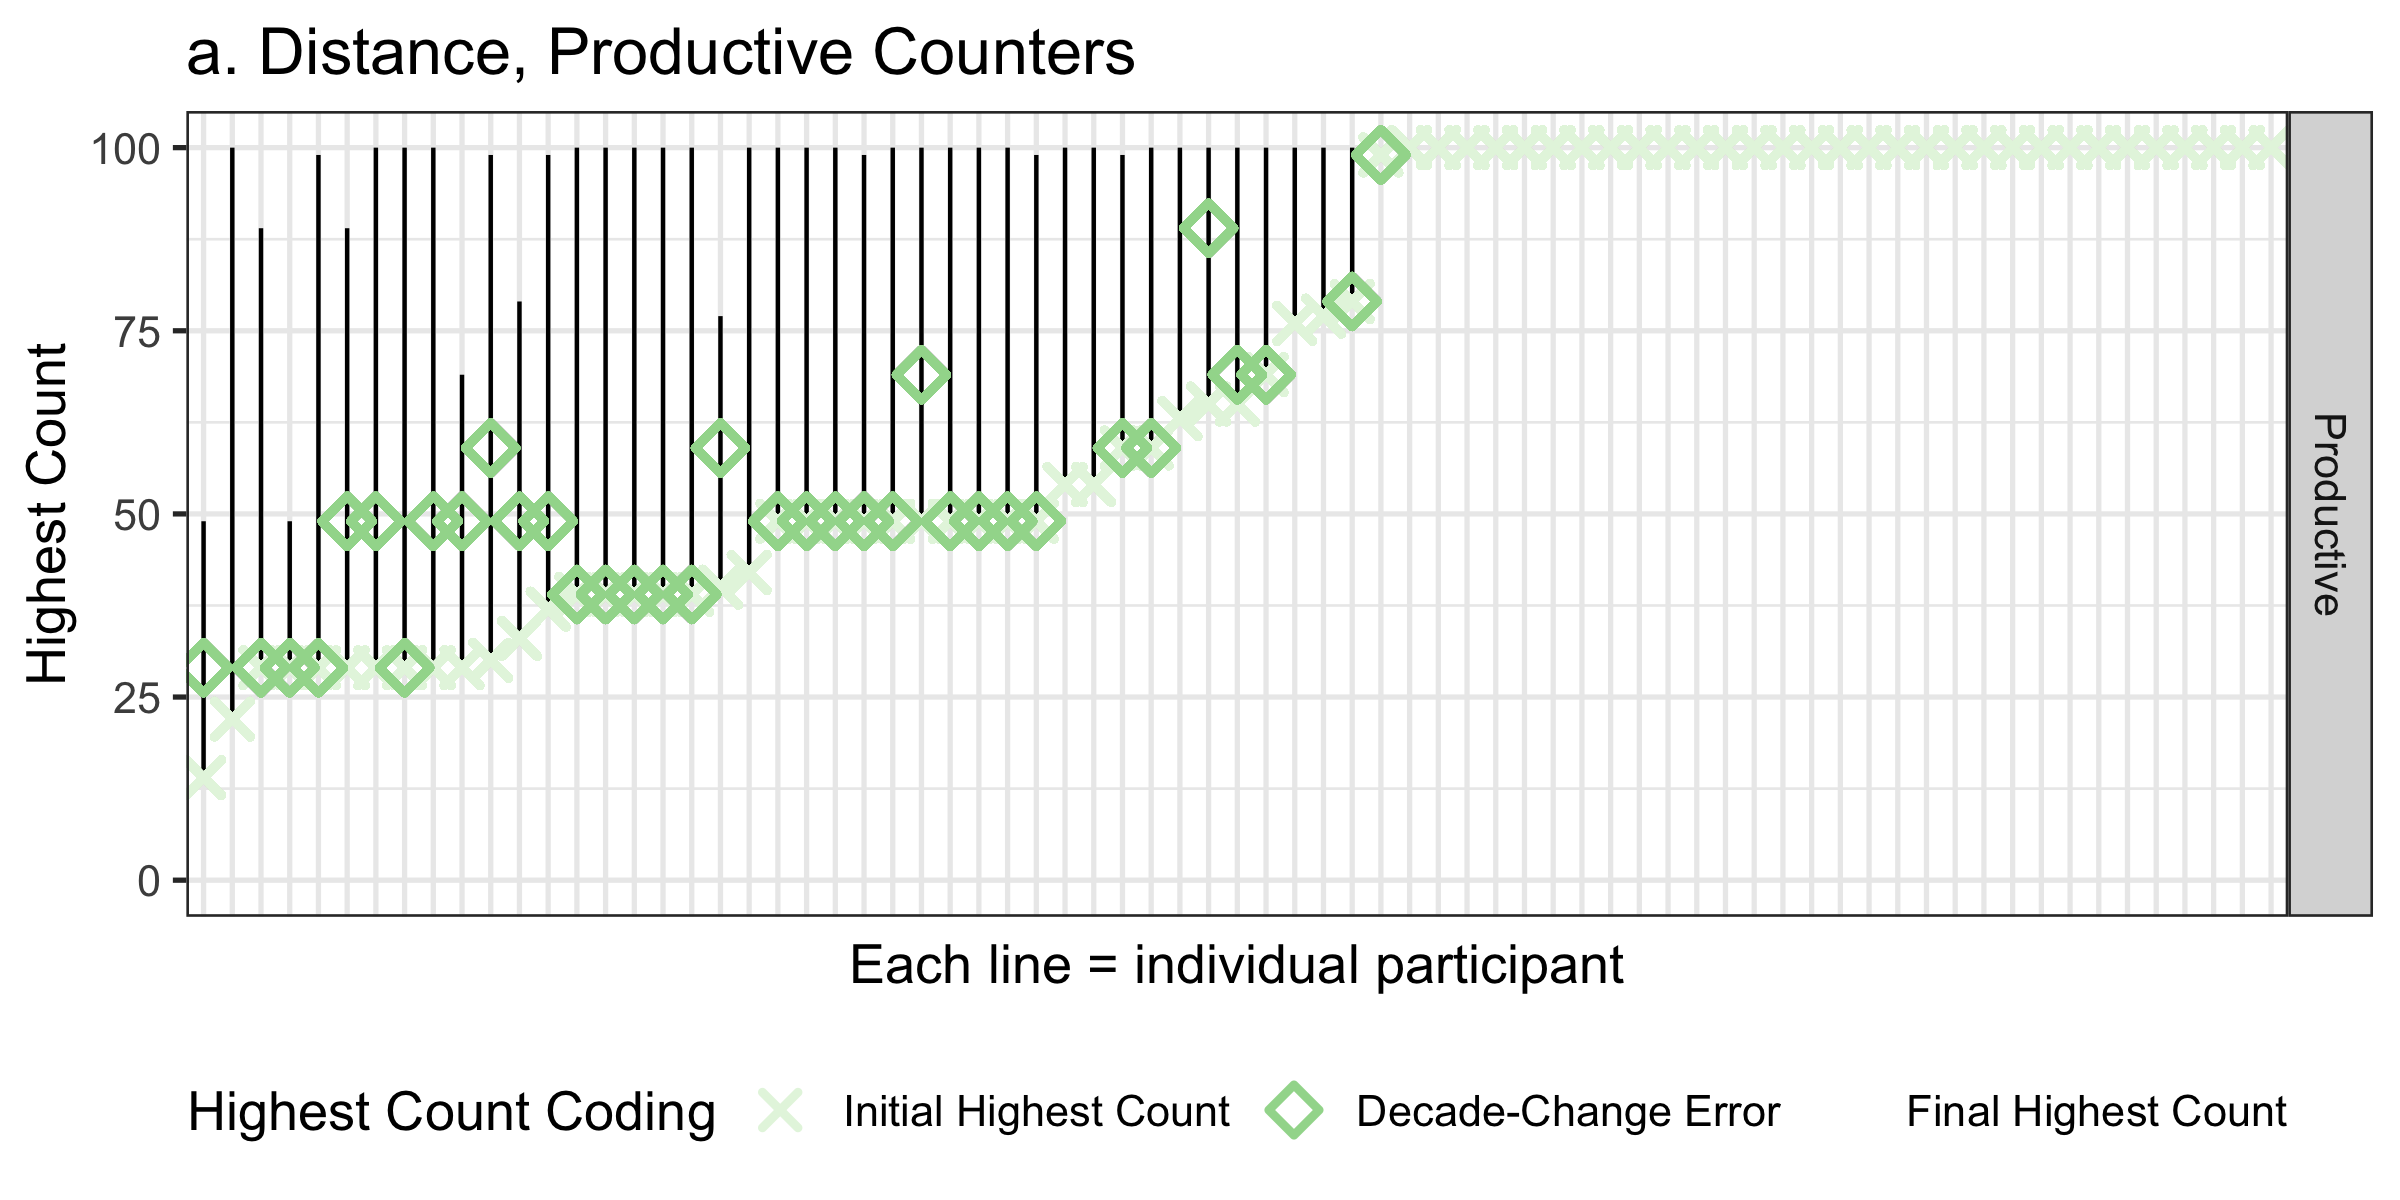 a. Distance, Productive Counters
Highest Count
100
75
50
25
0
Productive
Each line = individual participant
Highest Count Coding
Initial Highest Count
Decade-Change Error
Final Highest Count